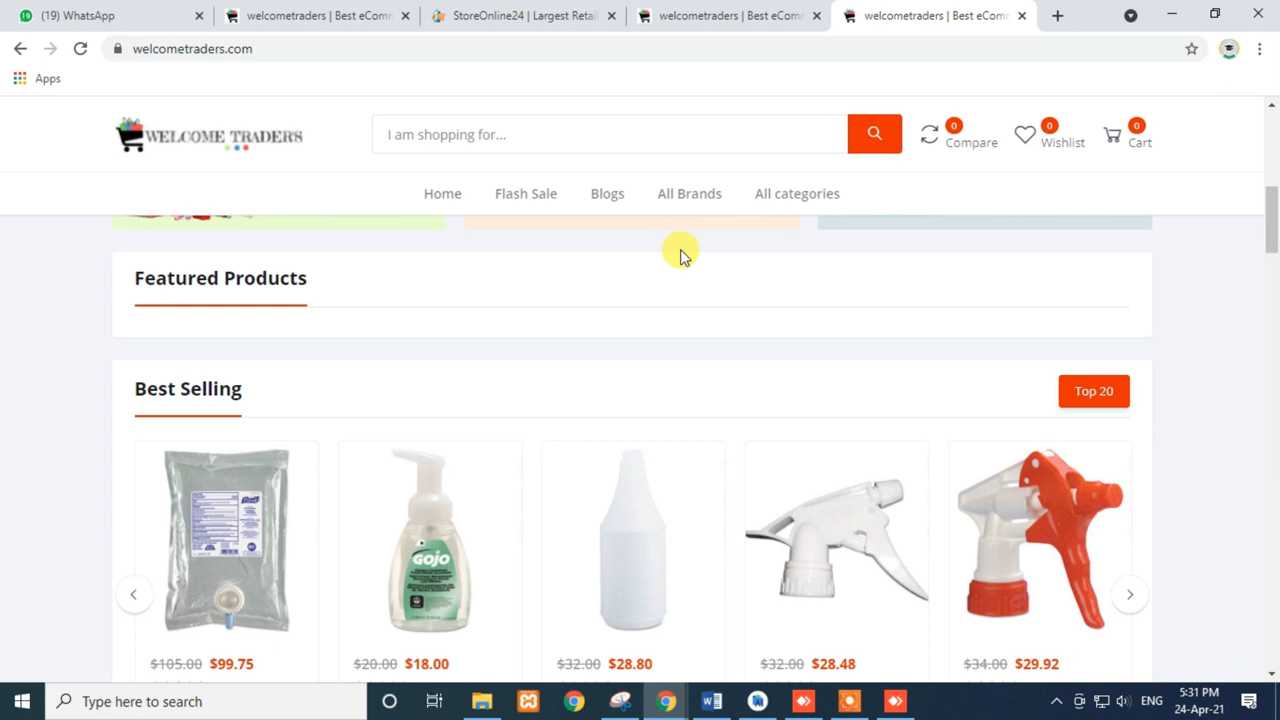 19 (19) WhatsApp
welcometraders | Best eComm
StoreOnline24 | Largest Retail
welcometraders | Best eComm
welcometraders | Best eComm
welcometraders.com
Apps
WELCOME TRADERS
I am shopping for...
0 Compare
0 Wishlist
0 Cart
Home Flash Sale Blogs All Brands All categories
Featured Products
Best Selling
Top 20
GOJO
$105.00 $99.75
$20.00 $18.00
$32.00 $28.80
$32.00 $28.48
$34.00 $29.92
Type here to search
ENG
5:31 PM
24-Apr-21